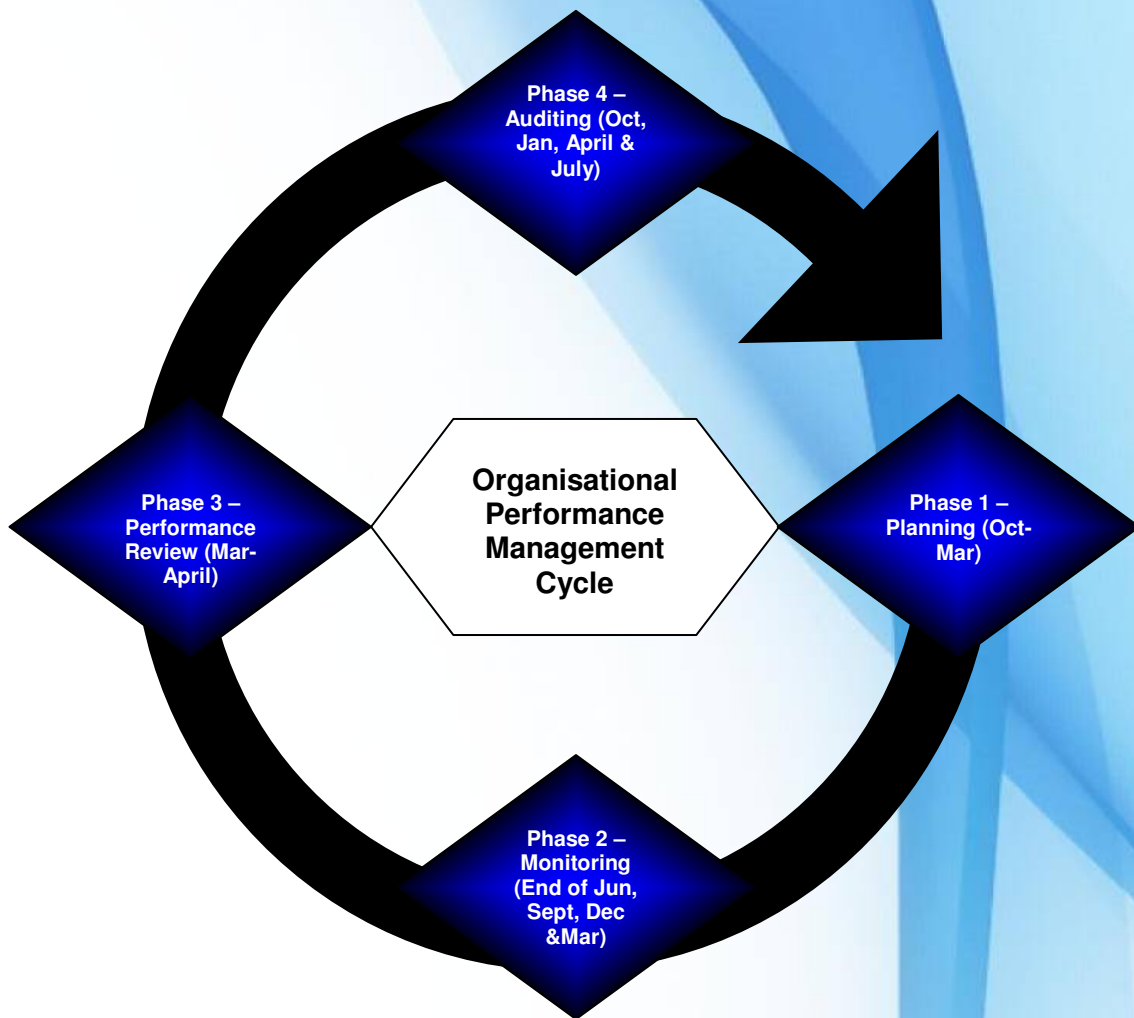 Phase 4 –
Auditing (Oct,
Jan, April &
July)
Organisational
Performance
Management
Cycle
Phase 1 –
Planning (Oct-
Mar)
Phase 3 –
Performance
Review (Mar-
April)
Phase 2 –
Monitoring
(End of Jun,
Sept, Dec
&Mar)